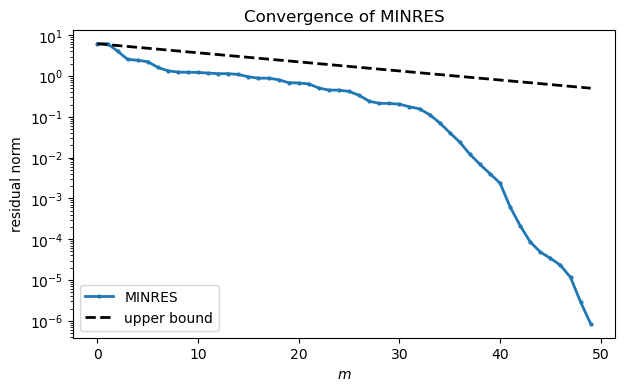 Convergence of MINRES
residual norm
10¹
10⁰
10⁻¹
10⁻²
10⁻³
10⁻⁴
10⁻⁵
10⁻⁶
MINRES
upper bound
0 10 20 30 40 50
m